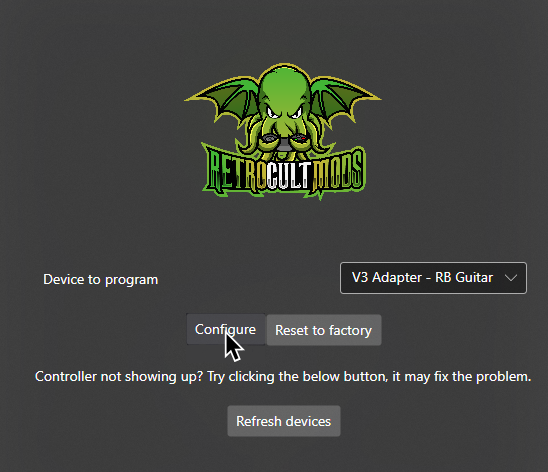 RETROCULTMODS
Device to program
V3 Adapter - RB Guitar
Configure
Reset to factory
Controller not showing up? Try clicking the below button, it may fix the problem.
Refresh devices